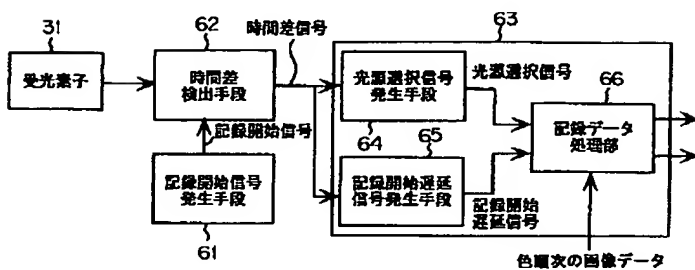 31
受光素子
62
時間差
検出手段
時間差信号
記録開始信号
記録開始信号
発生手段
61
63
光源選択信号
発生手段
64
光源選択信号
65
記録開始遅延
信号発生手段
記録開始
遅延信号
66
記録データ
処理部
色順次の画像データ